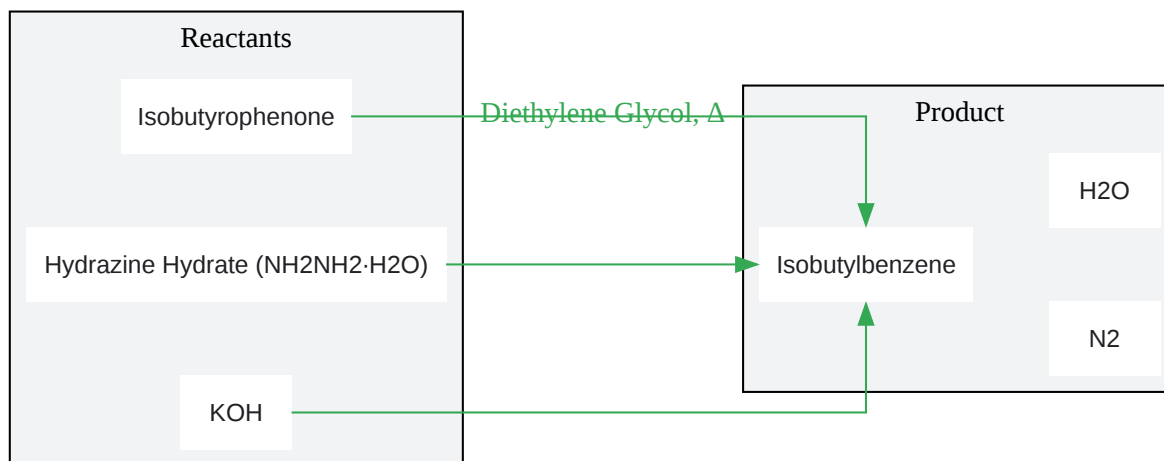 Reactants
Isobutyrophenone
Diethylene Glycol, Δ
Product
H2O
Hydrazine Hydrate (NH2NH2·H2O)
Isobutylbenzene
N2
KOH